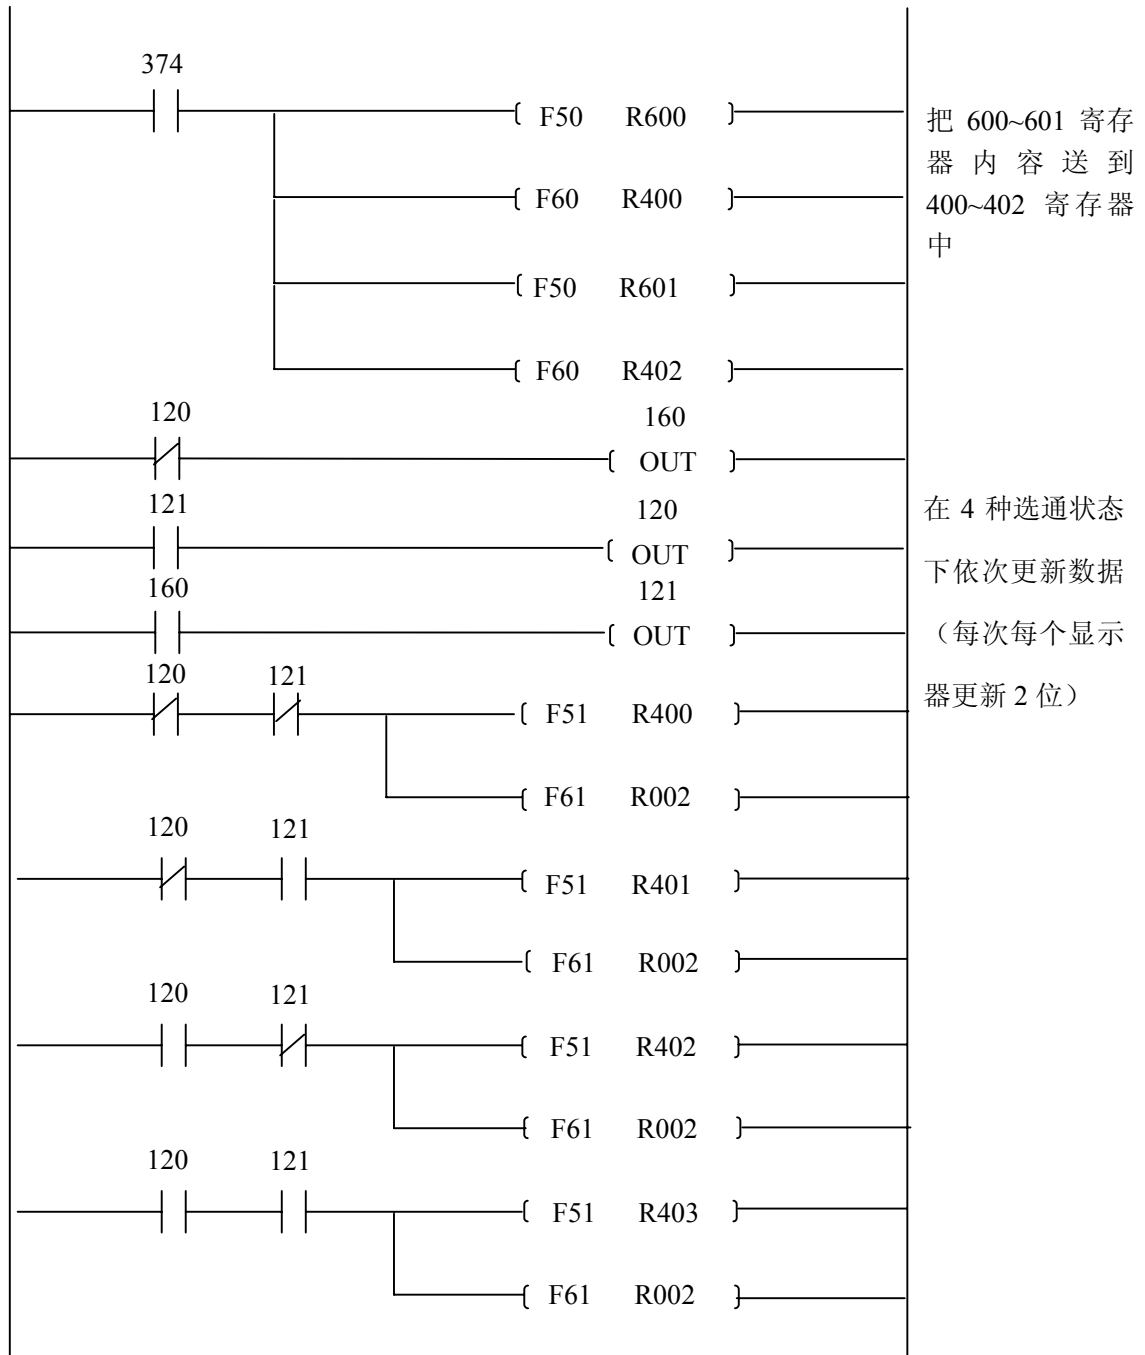 374
F50 R600
把 600~601 寄存
器内容送到
400~402 寄存器
中
F60 R400
F50 R601
F60 R402
120
160
OUT
121
120
OUT
在 4 种选通状态
下依次更新数据
（每次每个显示
器更新 2 位）
160
121
OUT
120 121
F51 R400
F61 R002
120 121
F51 R401
F61 R002
120 121
F51 R402
F61 R002
120 121
F51 R403
F61 R002